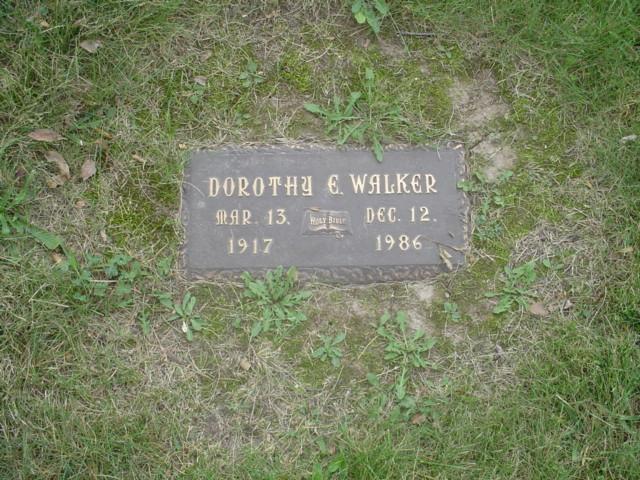 DOROTHY E. WALKER
MAR. 13. HOLY BIBLE DEC. 12.
1917 1986